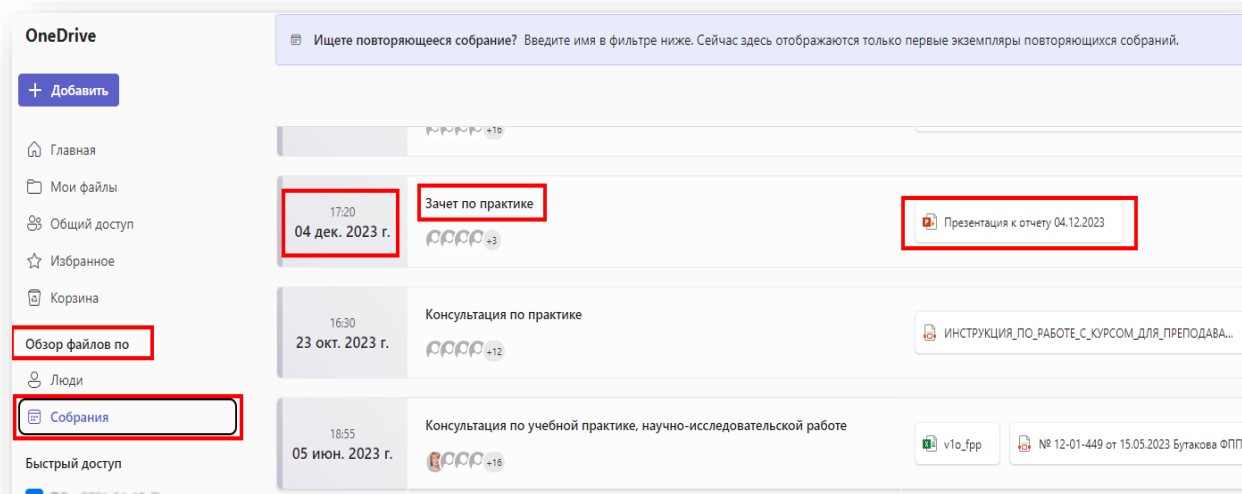 OneDrive
Ищете повторяющееся собрание? Введите имя в фильтре ниже. Сейчас здесь отображаются только первые экземпляры повторяющихся собраний.
+ Добавить
Главная
Мои файлы
Общий доступ
Избранное
Корзина
Обзор файлов по
Люди
Собрания
Быстрый доступ
+16
17:20
04 дек. 2023 г.
Зачет по практике
+3
Презентация к отчету 04.12.2023
16:30
23 окт. 2023 г.
Консультация по практике
+12
ИНСТРУКЦИЯ_ПО_РАБОТЕ_С_КУРСОМ_ДЛЯ_ПРЕПОДАВА...
18:55
05 июн. 2023 г.
Консультация по учебной практике, научно-исследовательской работе
+16
v1o_fpp
№ 12-01-449 от 15.05.2023 Бутакова ФПП